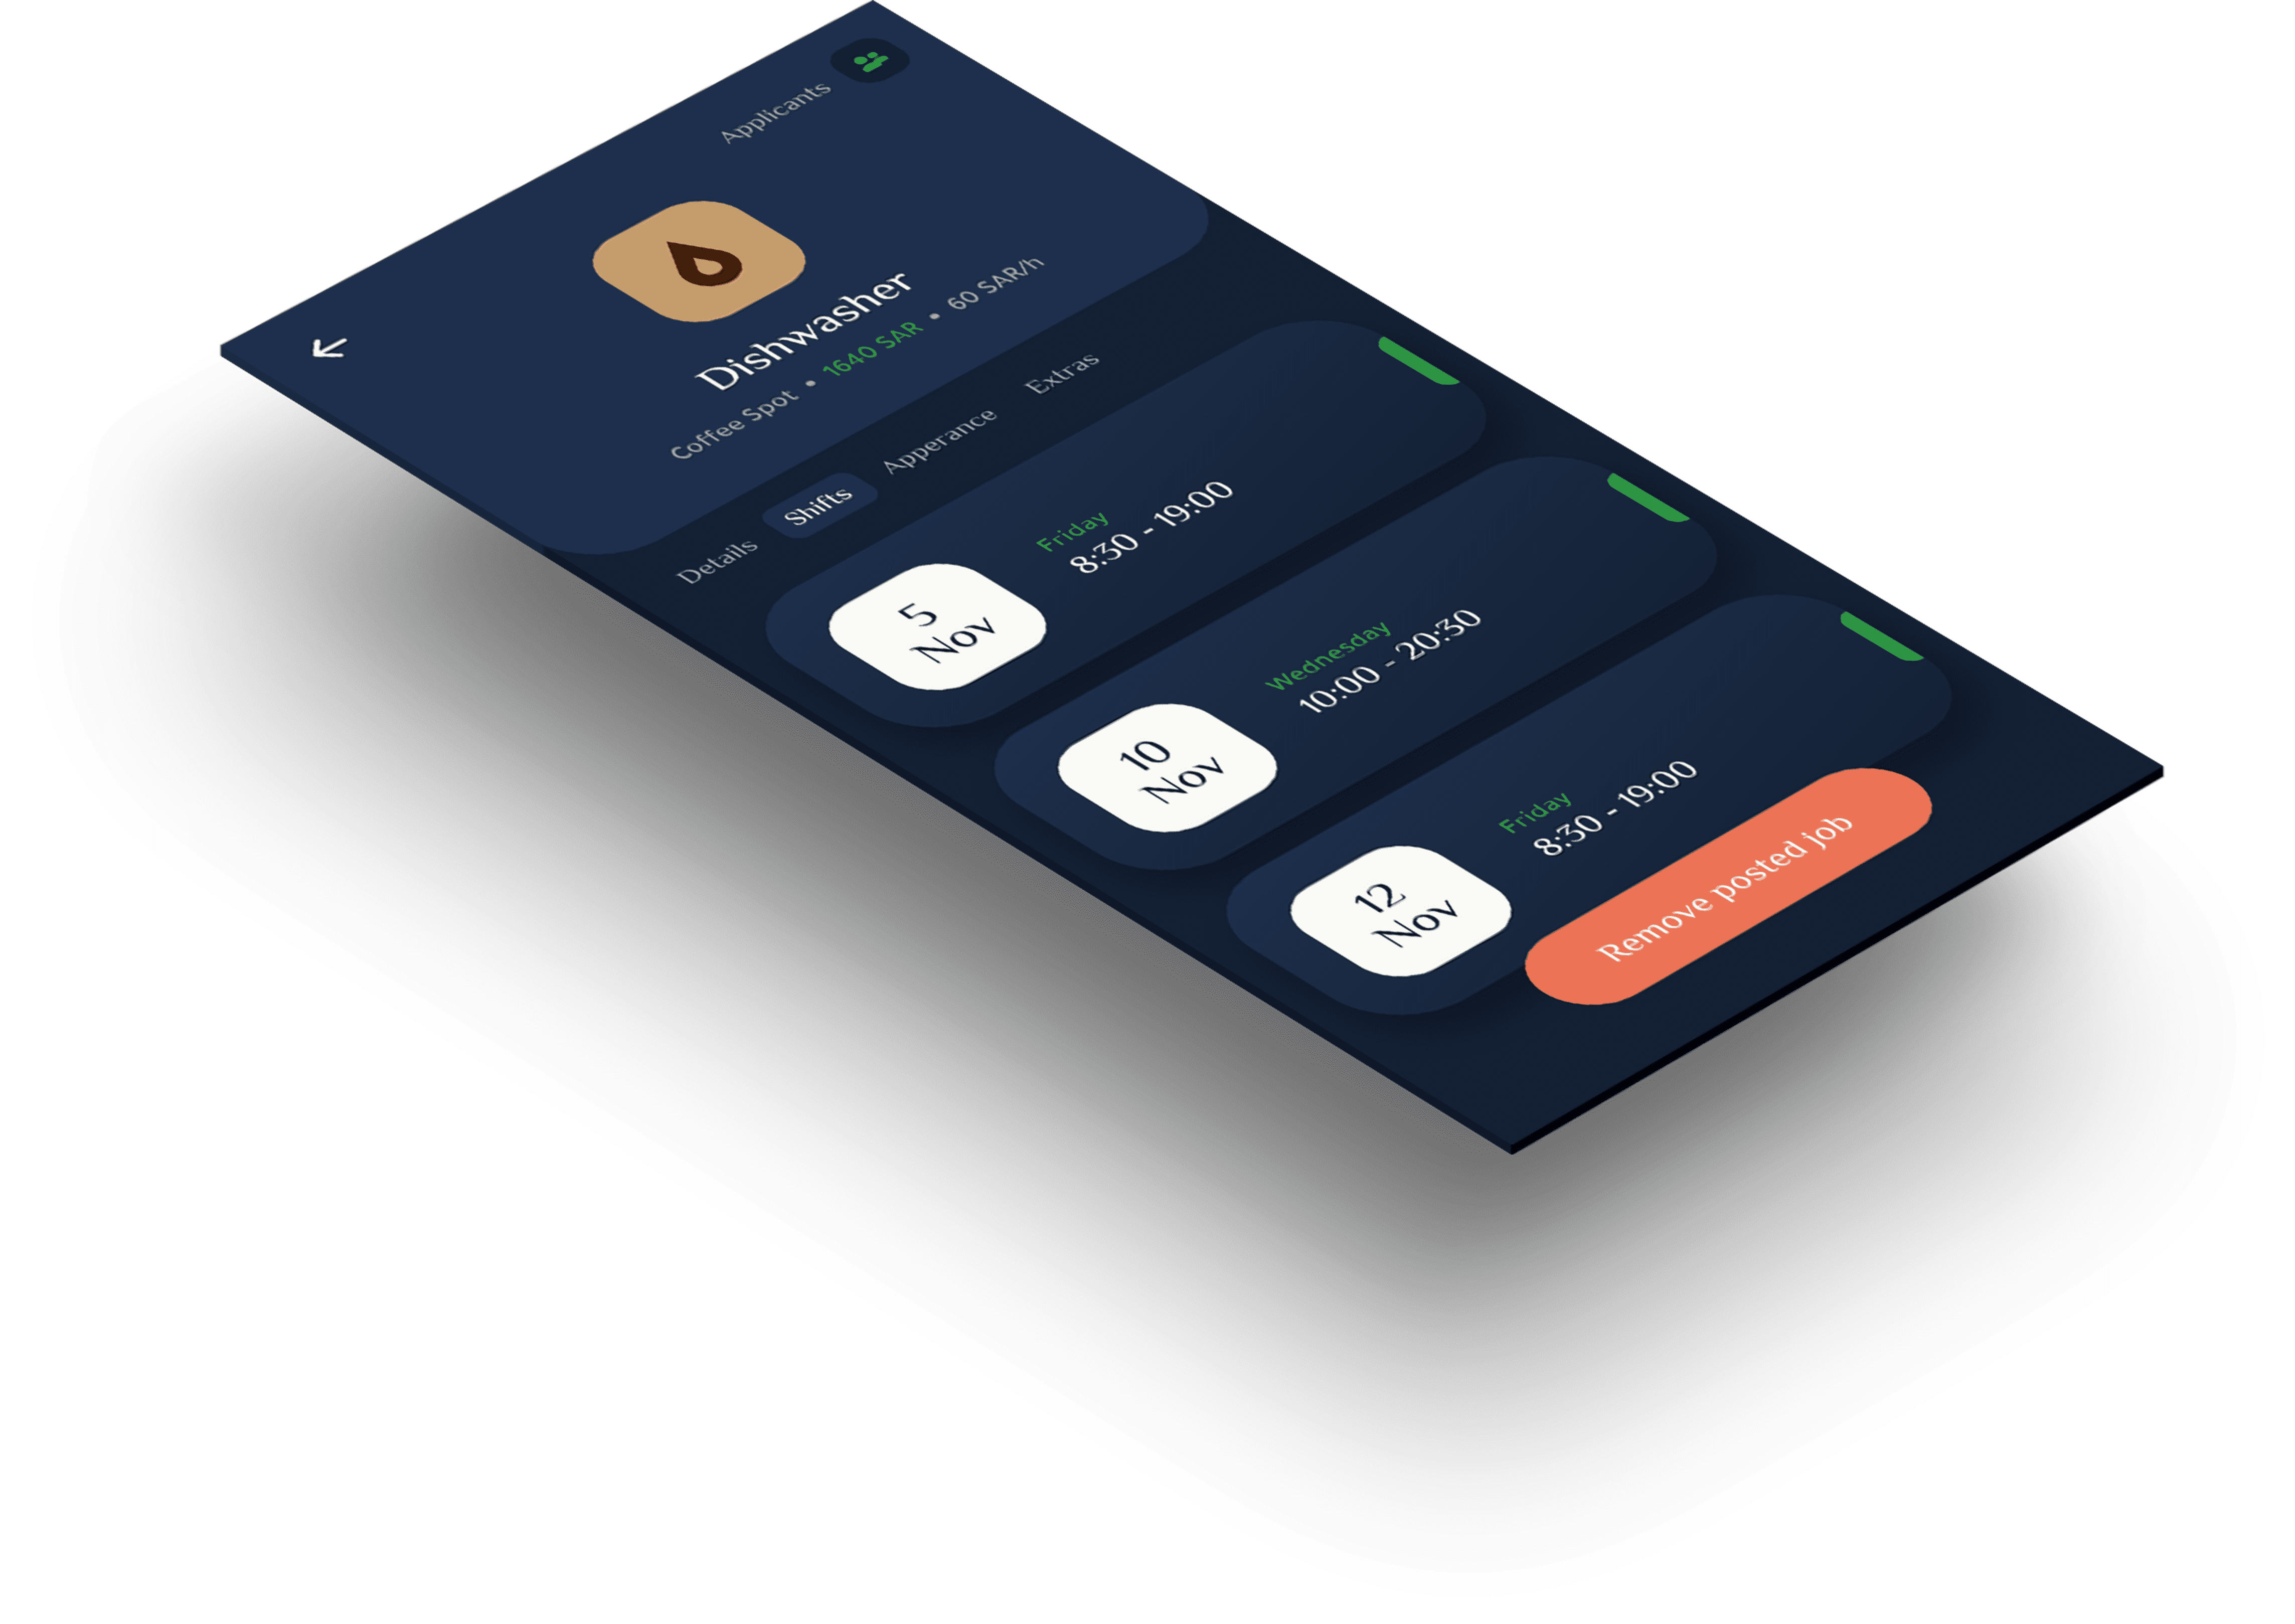 Applicants
Dishwasher
Coffee Spot • 1640 SAR • 60 SAR/h
Details Shifts Apperance Extras
5
Nov
Friday
8:30 - 19:00
10
Nov
Wednesday
10:00 - 20:30
12
Nov
Friday
8:30 - 19:00
Remove posted job